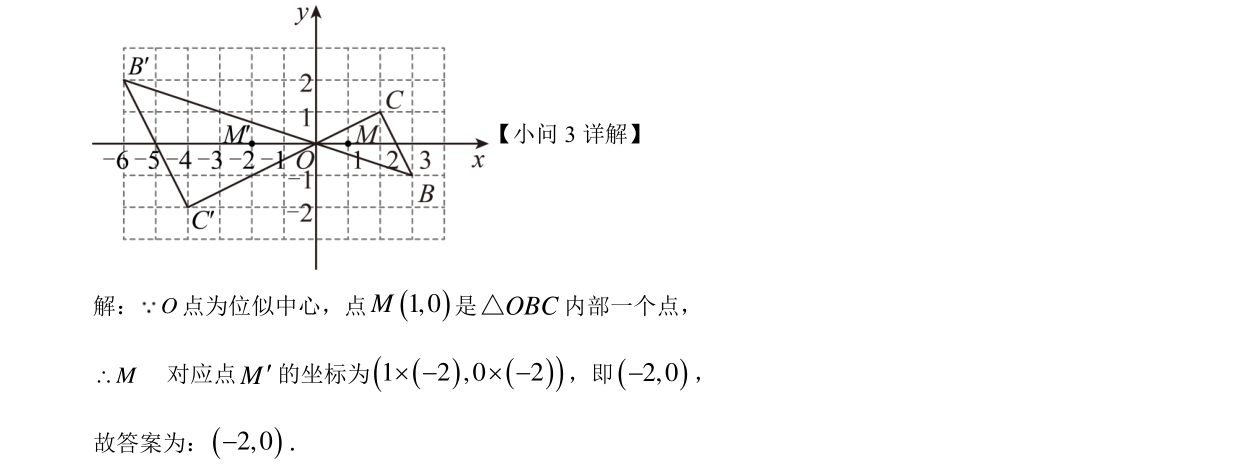 y
B′
2
C
1
M′
M
【小问 3 详解】
−6 −5 −4 −3 −2 −1 O 1 2 3 x
−1
B
C′
−2
解：∵O 点为位似中心，点 M(1,0) 是 △OBC 内部一个点，
∴M 对应点 M′ 的坐标为 (1×(−2),0×(−2))，即 (−2,0)，
故答案为：(−2,0)．